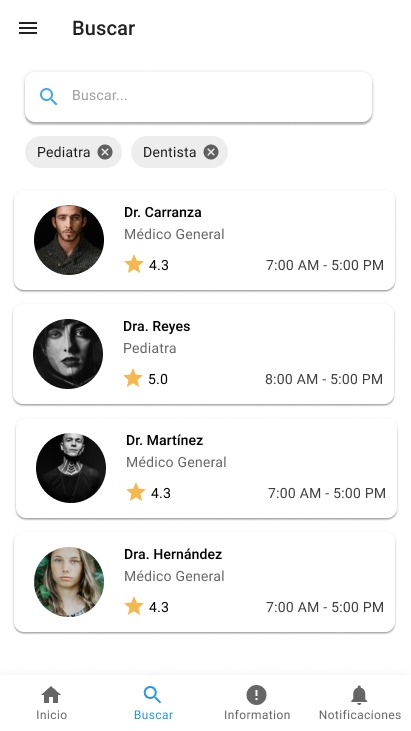 Buscar
Buscar...
Pediatra Dentista
Dr. Carranza
Médico General
4.3 7:00 AM - 5:00 PM
Dra. Reyes
Pediatra
5.0 8:00 AM - 5:00 PM
Dr. Martínez
Médico General
4.3 7:00 AM - 5:00 PM
Dra. Hernández
Médico General
4.3 7:00 AM - 5:00 PM
Inicio Buscar Information Notificaciones